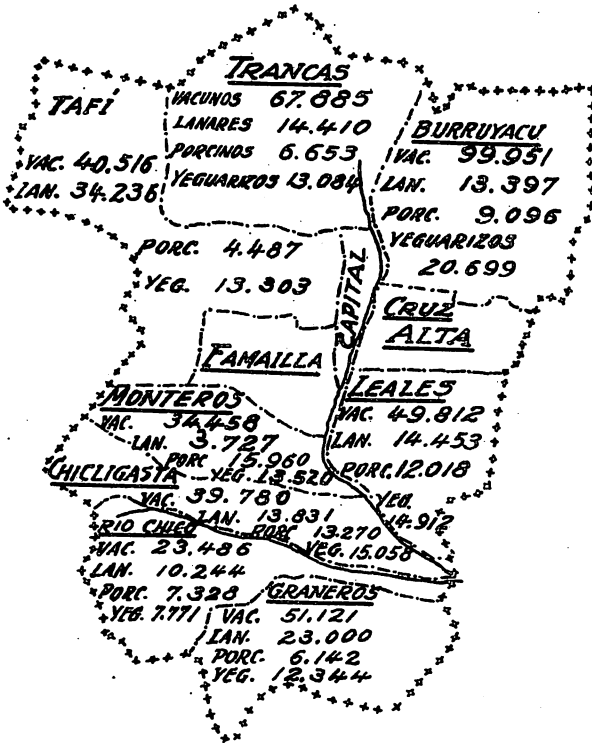 TRANCAS
VACUNOS 67.885
LANARES 14.410
PORCINOS 6.653
YEGUARIZOS 13.084
TAFÍ
VAC. 40.516
LAN. 34.236
PORC. 4.487
YEG. 13.303
BURRUYACU
VAC. 99.951
LAN. 13.397
PORC. 9.096
YEGUARIZOS
20.699
CAPITAL
CRUZ
ALTA
FAMAILLA
LEALES
VAC. 49.812
LAN. 14.453
PORC. 12.018
YEG.
14.912
MONTEROS
VAC. 34.458
LAN. 3.727
PORC 15.960
YEG. 13.520
CHICLIGASTA
VAC. 39.780
LAN. 13.831
PORC 13.270
YEG. 15.058
RIO CHICO
VAC. 23.486
LAN. 10.244
PORC. 7.328
YEG. 7.771
GRANEROS
VAC. 51.121
LAN. 23.000
PORC. 6.142
YEG. 12.344